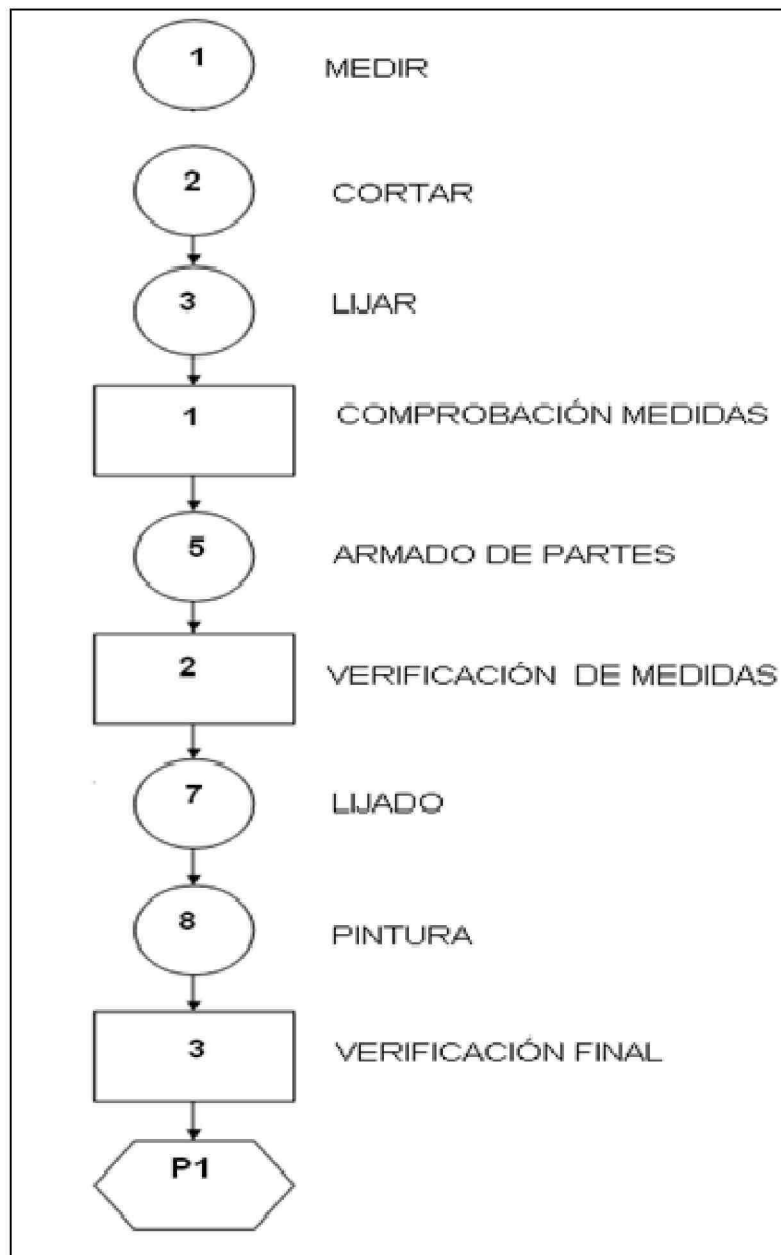 1 MEDIR
2 CORTAR
3 LIJAR
1 COMPROBACIÓN MEDIDAS
5 ARMADO DE PARTES
2 VERIFICACIÓN DE MEDIDAS
7 LIJADO
8 PINTURA
3 VERIFICACIÓN FINAL
P1